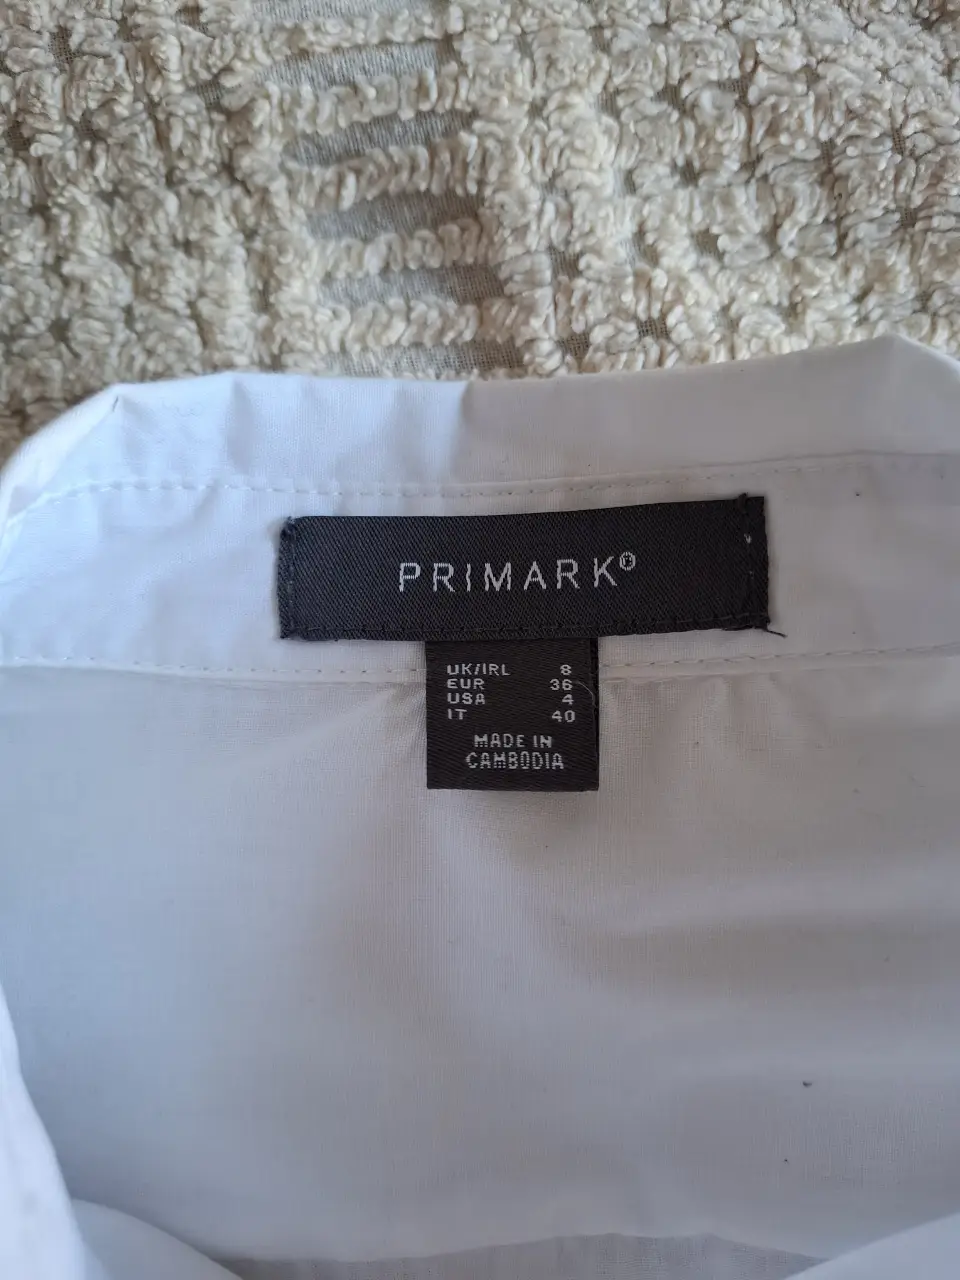 PRIMARK®
UK/IRL 8
EUR 36
USA 4
IT 40
MADE IN
CAMBODIA